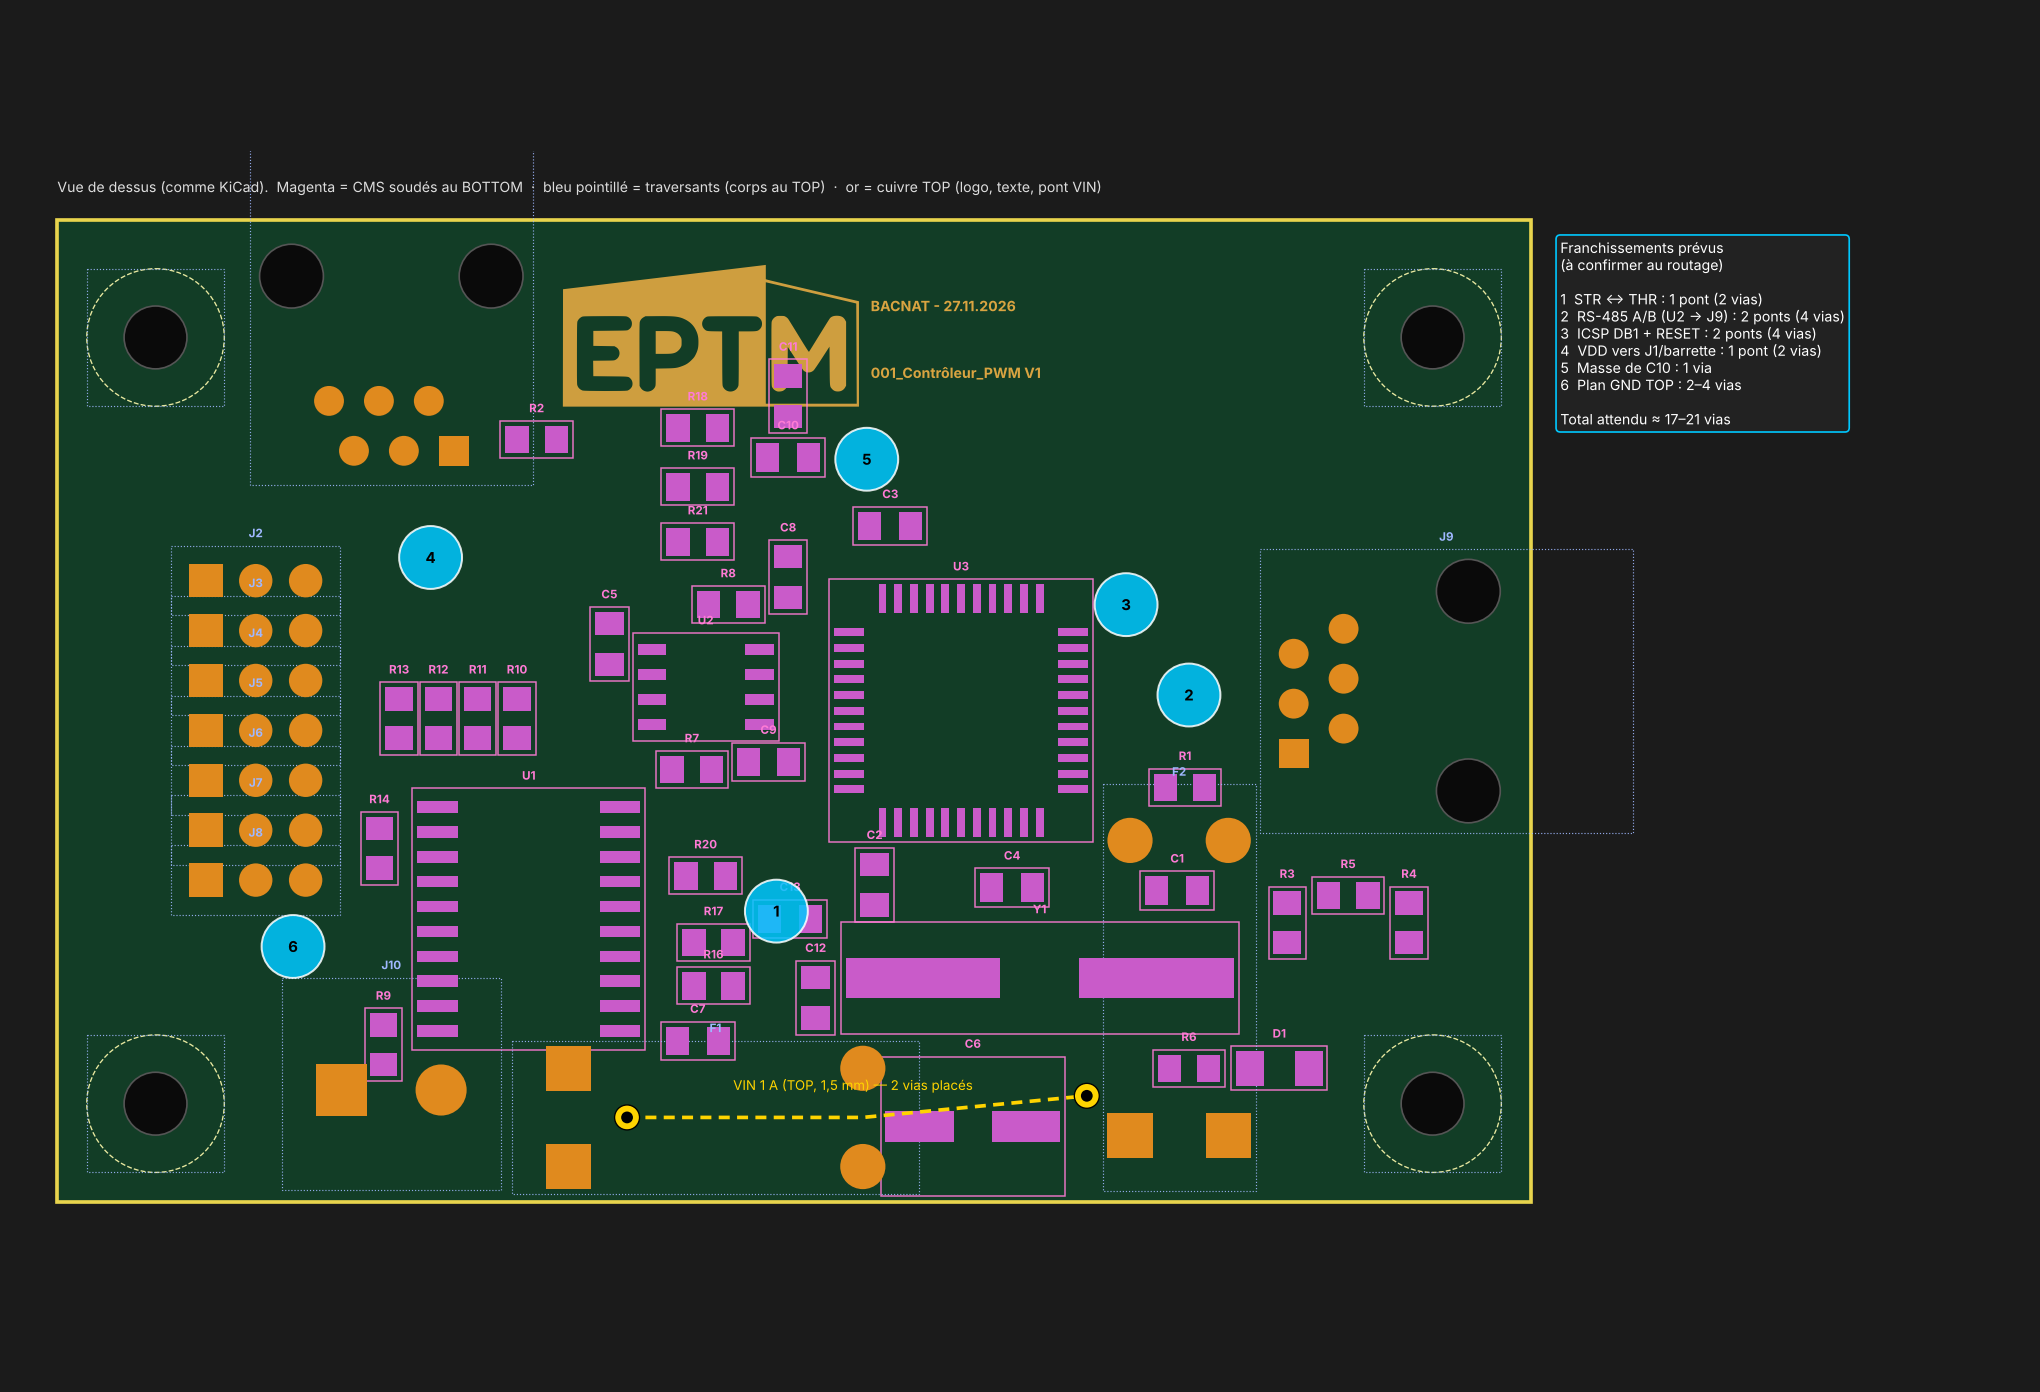 Vue de dessus (comme KiCad). Magenta = CMS soudés au BOTTOM · bleu pointillé = traversants (corps au TOP) · or = cuivre TOP (logo, texte, pont VIN)
Franchissements prévus
(à confirmer au routage)
1 STR ↔ THR : 1 pont (2 vias)
2 RS-485 A/B (U2 → J9) : 2 ponts (4 vias)
3 ICSP DB1 + RESET : 2 ponts (4 vias)
4 VDD vers J1/barrette : 1 pont (2 vias)
5 Masse de C10 : 1 via
6 Plan GND TOP : 2–4 vias
Total attendu ≈ 17–21 vias
BACNAT - 27.11.2026
EPTM
C11
001_Contrôleur_PWM V1
R18
R2
C10
R19
5
C3
R21
C8
J2
J9
4
U3
R8
J3
C5
3
U2
J4
R13
R12
R11
R10
J5
2
J6
C9
R7
R1
F2
U1
J7
R14
J8
C2
R20
C4
C1
R5
R3
R4
C13
1
R17
Y1
6
C12
R16
J10
R9
C7
F1
D1
R6
C6
VIN 1 A (TOP, 1,5 mm) — 2 vias placés